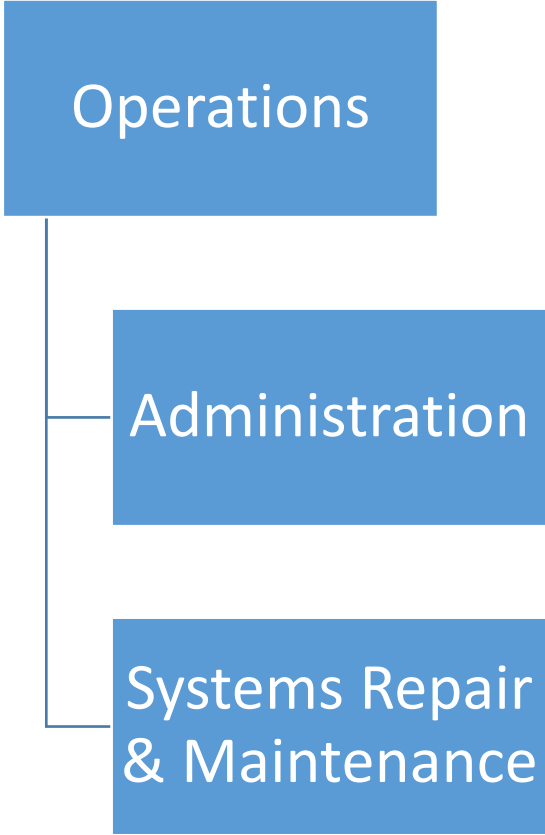 Operations
Administration
Systems Repair
& Maintenance